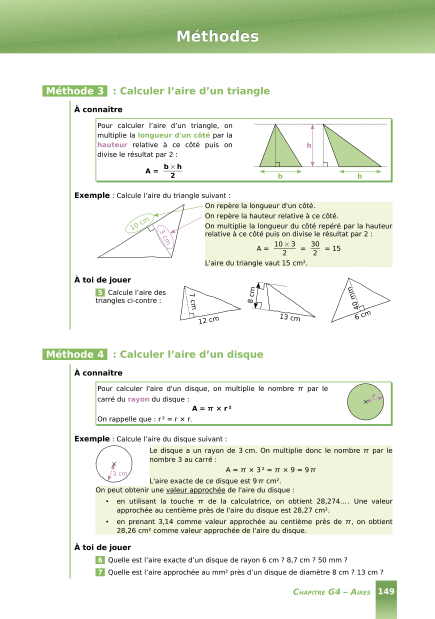 Méthodes
Méthode 3 : Calculer l’aire d’un triangle
À connaître
Pour calculer l’aire d’un triangle, on
multiplie la longueur d’un côté par la
hauteur relative à ce côté puis on
divise le résultat par 2 :
A = b × h / 2
h
b
b
Exemple : Calcule l’aire du triangle suivant :
10 cm
3 cm
On repère la longueur d’un côté.
On repère la hauteur relative à ce côté.
On multiplie la longueur du côté repéré par la hauteur
relative à ce côté puis on divise le résultat par 2 :
A = 10 × 3 / 2 = 30 / 2 = 15
L’aire du triangle vaut 15 cm².
À toi de jouer
5 Calcule l’aire des
triangles ci-contre :
7 cm
12 cm
8 cm
13 cm
40 mm
6 cm
Méthode 4 : Calculer l’aire d’un disque
À connaître
Pour calculer l’aire d’un disque, on multiplie le nombre π par le
carré du rayon du disque :
A = π × r²
On rappelle que : r² = r × r.
r
Exemple : Calcule l’aire du disque suivant :
3 cm
Le disque a un rayon de 3 cm. On multiplie donc le nombre π par le
nombre 3 au carré :
A = π × 3² = π × 9 = 9π
L’aire exacte de ce disque est 9π cm².
On peut obtenir une valeur approchée de l’aire du disque :
• en utilisant la touche π de la calculatrice, on obtient 28,274.... Une valeur
approchée au centième près de l’aire du disque est 28,27 cm².
• en prenant 3,14 comme valeur approchée au centième près de π, on obtient
28,26 cm² comme valeur approchée de l’aire du disque.
À toi de jouer
6 Quelle est l’aire exacte d’un disque de rayon 6 cm ? 8,7 cm ? 50 mm ?
7 Quelle est l’aire approchée au mm² près d’un disque de diamètre 8 cm ? 13 cm ?
CHAPITRE G4 – AIRES 149